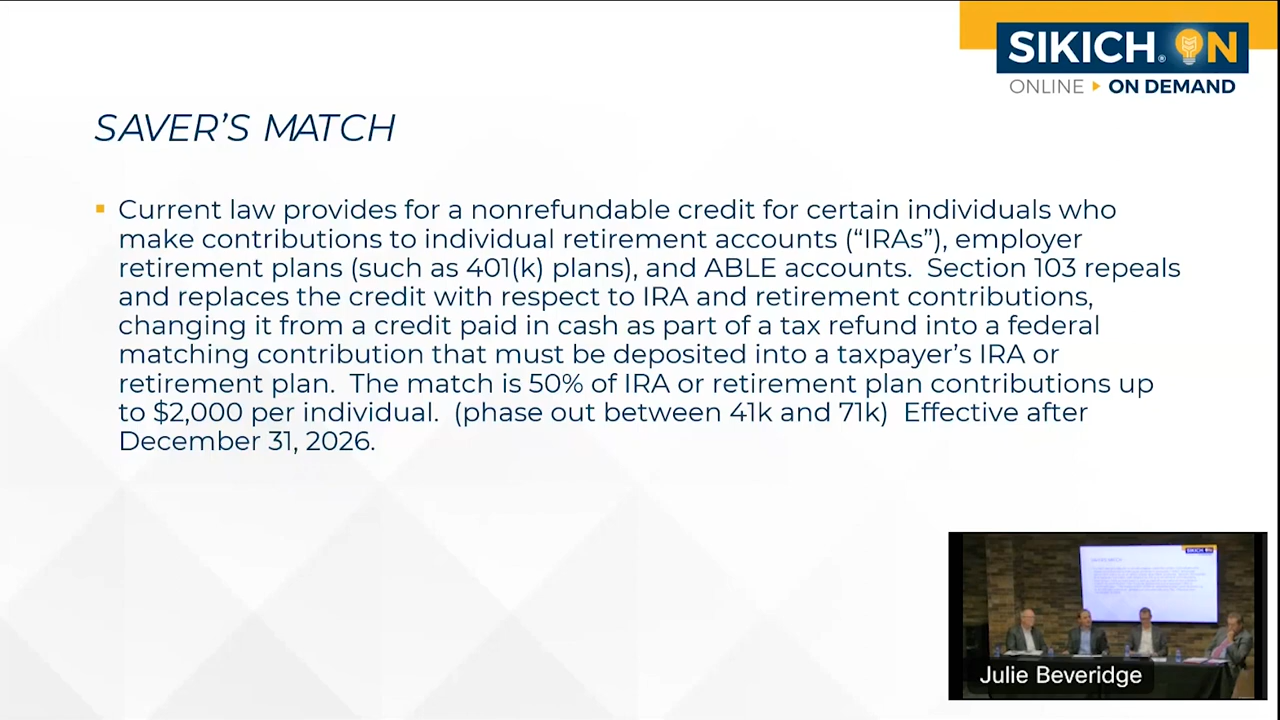 SIKICH. ON
ONLINE ON DEMAND
SAVER'S MATCH
Current law provides for a nonrefundable credit for certain individuals who
make contributions to individual retirement accounts (“IRAs”), employer
retirement plans (such as 401(k) plans), and ABLE accounts. Section 103 repeals
and replaces the credit with respect to IRA and retirement contributions,
changing it from a credit paid in cash as part of a tax refund into a federal
matching contribution that must be deposited into a taxpayer’s IRA or
retirement plan. The match is 50% of IRA or retirement plan contributions up
to $2,000 per individual. (phase out between 41k and 71k) Effective after
December 31, 2026.
Julie Beveridge